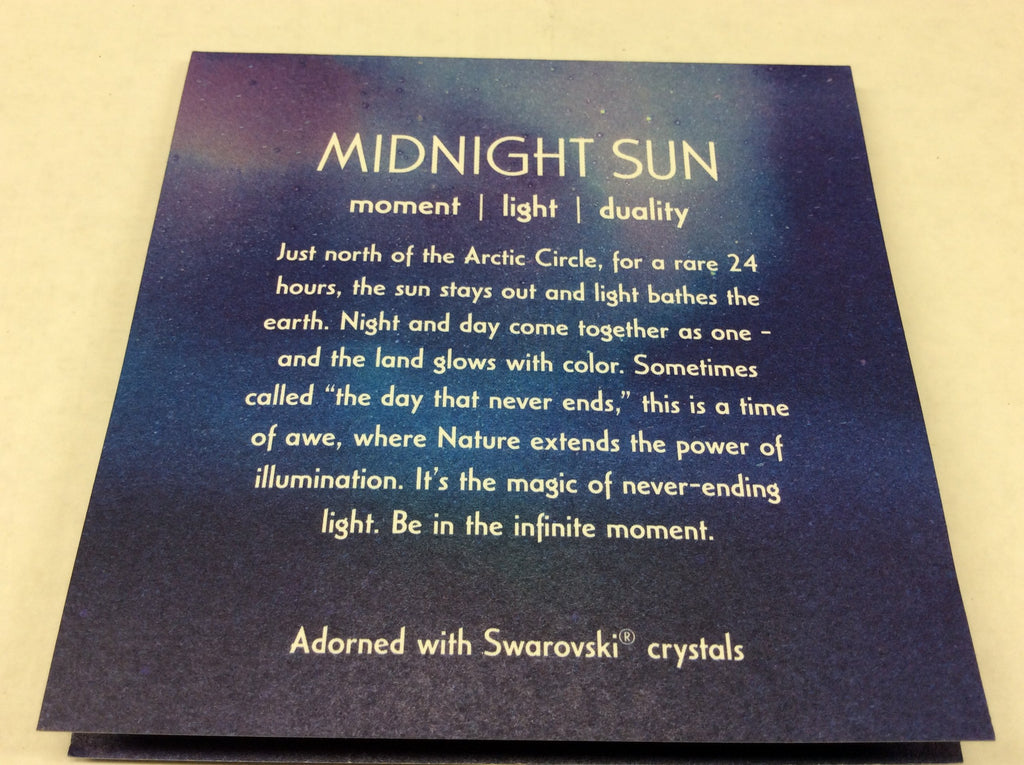 MIDNIGHT SUN
moment | light | duality
Just north of the Arctic Circle, for a rare 24
hours, the sun stays out and light bathes the
earth. Night and day come together as one –
and the land glows with color. Sometimes
called “the day that never ends,” this is a time
of awe, where Nature extends the power of
illumination. It’s the magic of never-ending
light. Be in the infinite moment.
Adorned with Swarovski® crystals